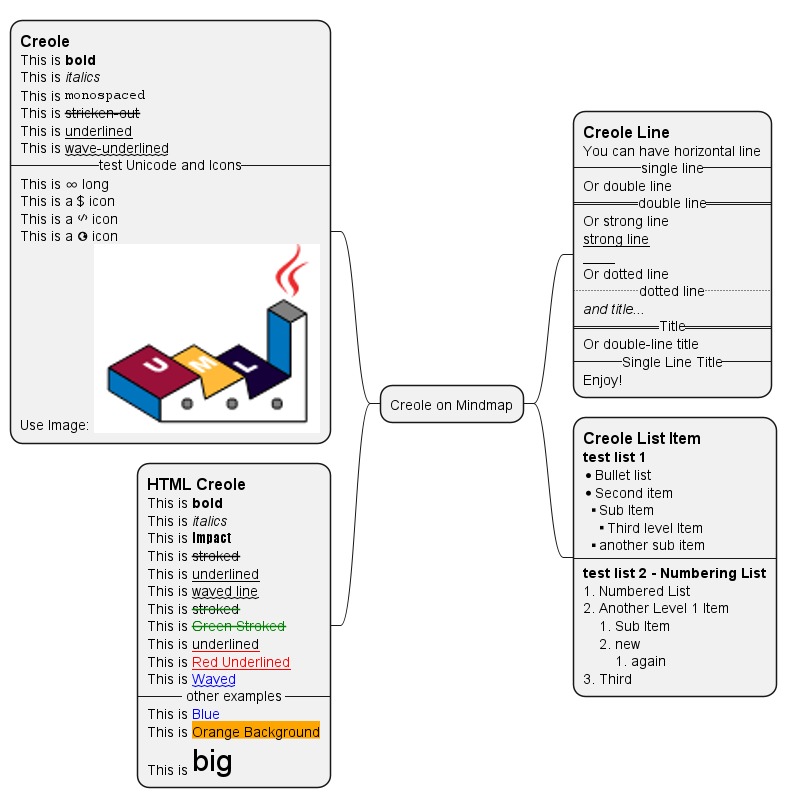 Creole
This is bold
This is italics
This is monospaced
This is stricken-out
This is underlined
This is wave-underlined
test Unicode and Icons
This is ∞ long
This is a $ icon
This is a icon
This is a icon
U M L
Use Image:
HTML Creole
This is bold
This is italics
This is Impact
This is stroked
This is underlined
This is waved line
This is stroked
This is Green Stroked
This is underlined
This is Red Underlined
This is Waved
other examples
This is Blue
This is Orange Background
This is big
Creole on Mindmap
Creole Line
You can have horizontal line
single line
Or double line
double line
Or strong line
strong line
____
Or dotted line
dotted line
and title...
Title
Or double-line title
Single Line Title
Enjoy!
Creole List Item
test list 1
• Bullet list
• Second item
▪ Sub Item
▪ Third level Item
▪ another sub item
test list 2 - Numbering List
1. Numbered List
2. Another Level 1 Item
1. Sub Item
2. new
1. again
3. Third